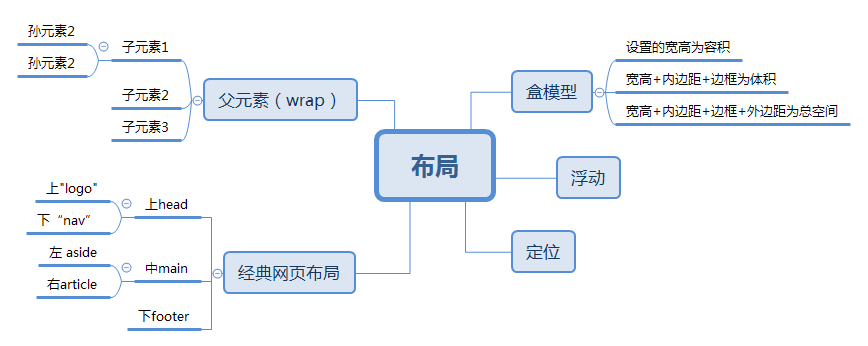 布局
父元素（wrap）
子元素1
孙元素2
孙元素2
子元素2
子元素3
经典网页布局
上head
上"logo"
下“nav”
中main
左 aside
右article
下footer
盒模型
设置的宽高为容积
宽高+内边距+边框为体积
宽高+内边距+边框+外边距为总空间
浮动
定位